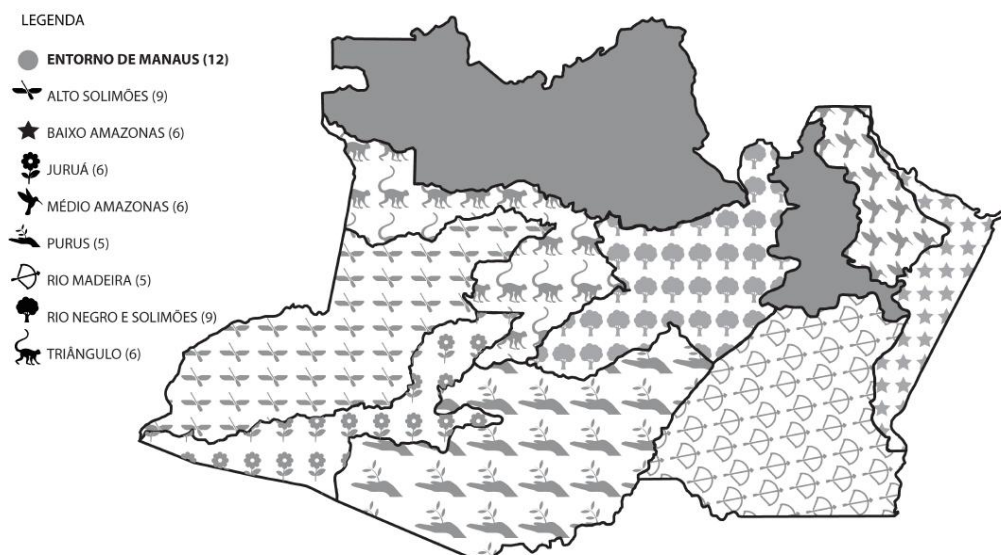 LEGENDA
ENTORNO DE MANAUS (12)
ALTO SOLIMÕES (9)
BAIXO AMAZONAS (6)
JURUÁ (6)
MÉDIO AMAZONAS (6)
PURUS (5)
RIO MADEIRA (5)
RIO NEGRO E SOLIMÕES (9)
TRIÂNGULO (6)